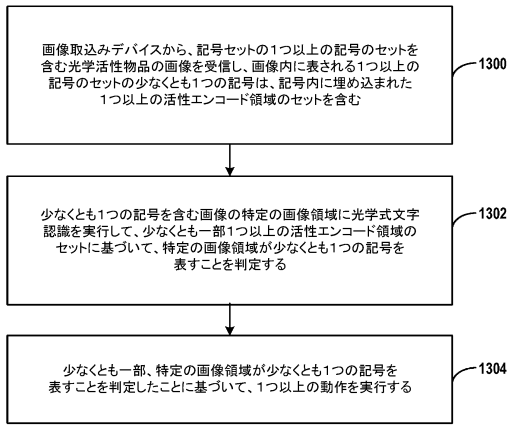 画像取込みデバイスから、記号セットの1つ以上の記号のセットを
含む光学活性物品の画像を受信し、画像内に表される1つ以上の
記号のセットの少なくとも1つの記号は、記号内に埋め込まれた
1つ以上の活性エンコード領域のセットを含む
1300
少なくとも1つの記号を含む画像の特定の画像領域に光学式文字
認識を実行して、少なくとも一部1つ以上の活性エンコード領域の
セットに基づいて、特定の画像領域が少なくとも1つの記号を
表すことを判定する
1302
少なくとも一部、特定の画像領域が少なくとも1つの記号を
表すことを判定したことに基づいて、1つ以上の動作を実行する
1304